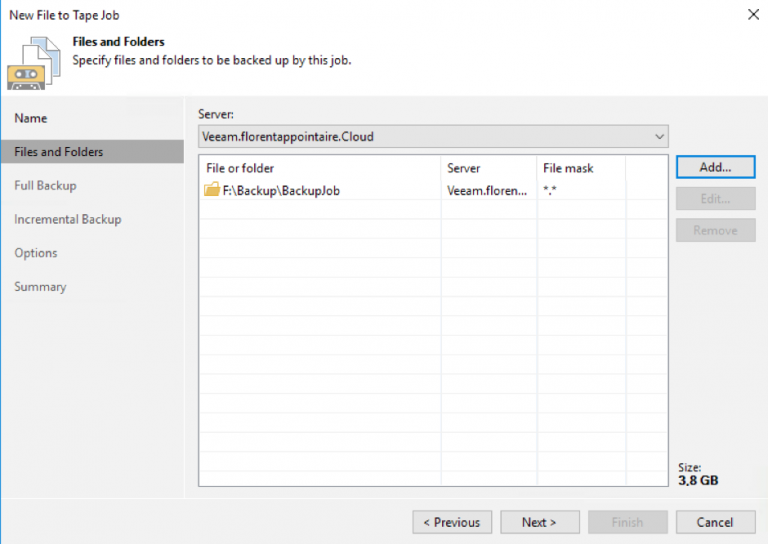 New File to Tape Job
Files and Folders
Specify files and folders to be backed up by this job.
Name
Files and Folders
Full Backup
Incremental Backup
Options
Summary
Server:
Veeam.florentappointaire.Cloud
File or folder Server File mask
F:\Backup\BackupJob Veeam.floren... *.*
Add...
Edit...
Remove
Size:
3,8 GB
< Previous Next > Finish Cancel